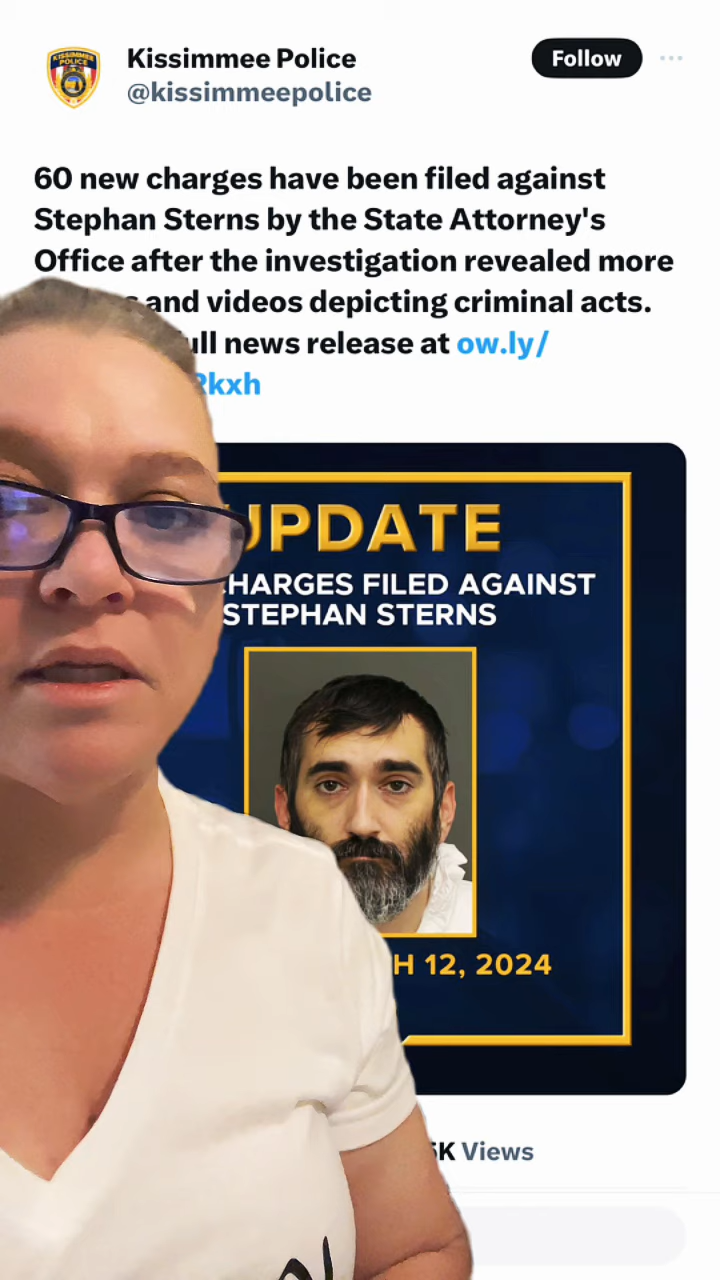 Kissimmee Police
@kissimmeepolice
Follow
60 new charges have been filed against
Stephan Sterns by the State Attorney's
Office after the investigation revealed more
and videos depicting criminal acts.
news release at ow.ly/
UPDATE
CHARGES FILED AGAINST
STEPHAN STERNS
12, 2024
Views